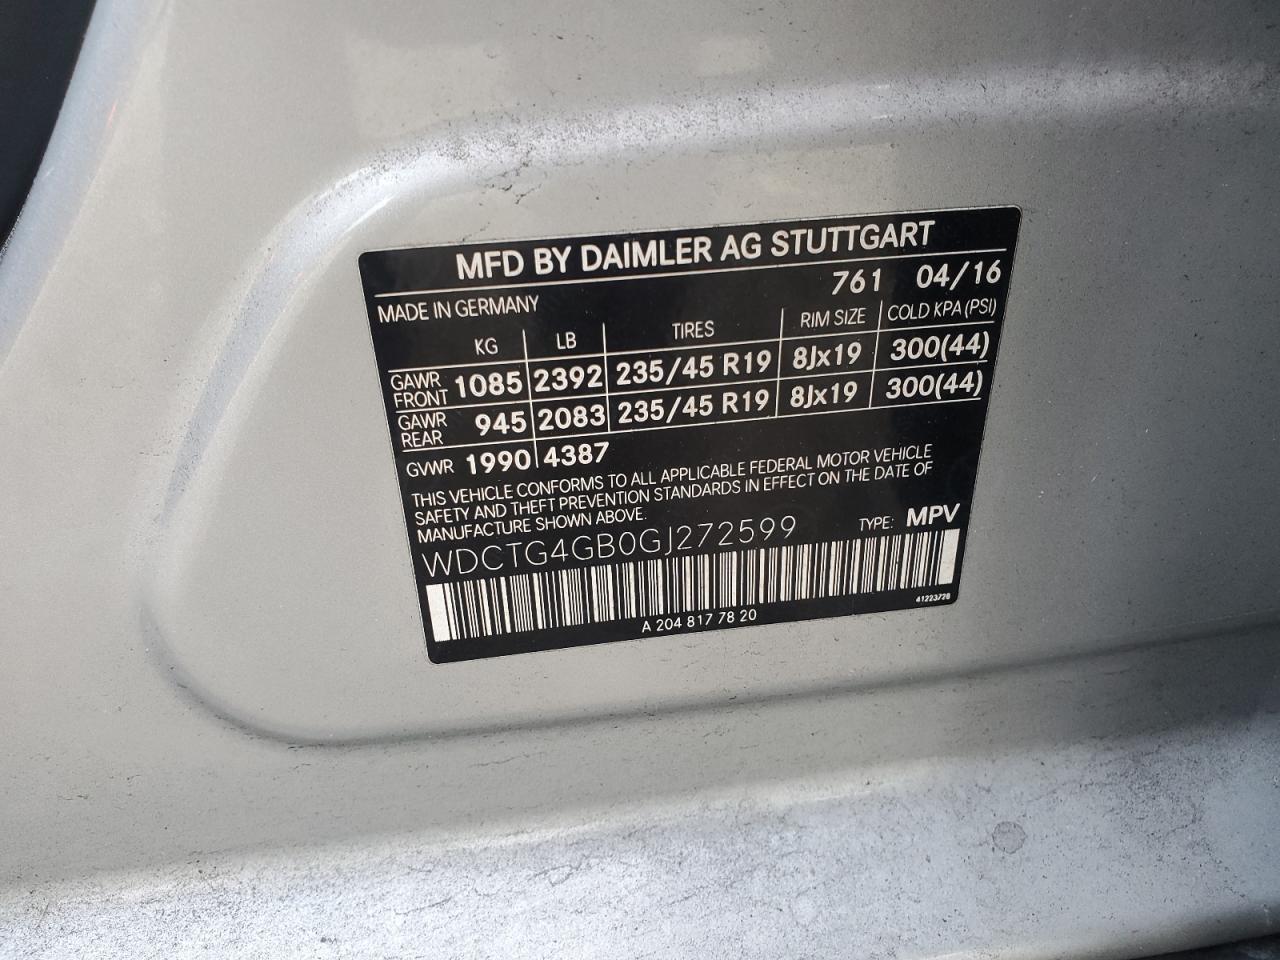 MFD BY DAIMLER AG STUTTGART
761 04/16
MADE IN GERMANY
KG LB TIRES RIM SIZE COLD KPA (PSI)
GAWR FRONT 1085 2392 235/45 R19 8Jx19 300(44)
GAWR REAR 945 2083 235/45 R19 8Jx19 300(44)
GVWR 1990 4387
THIS VEHICLE CONFORMS TO ALL APPLICABLE FEDERAL MOTOR VEHICLE
SAFETY AND THEFT PREVENTION STANDARDS IN EFFECT ON THE DATE OF
MANUFACTURE SHOWN ABOVE.
WDCTG4GB0GJ272599 TYPE: MPV
A 204 817 78 20 41223728